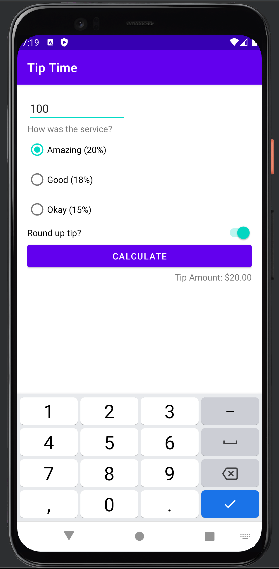 7:19
Tip Time
100
How was the service?
Amazing (20%)
Good (18%)
Okay (15%)
Round up tip?
CALCULATE
Tip Amount: $20.00
1 2 3 –
4 5 6
7 8 9
, 0 .